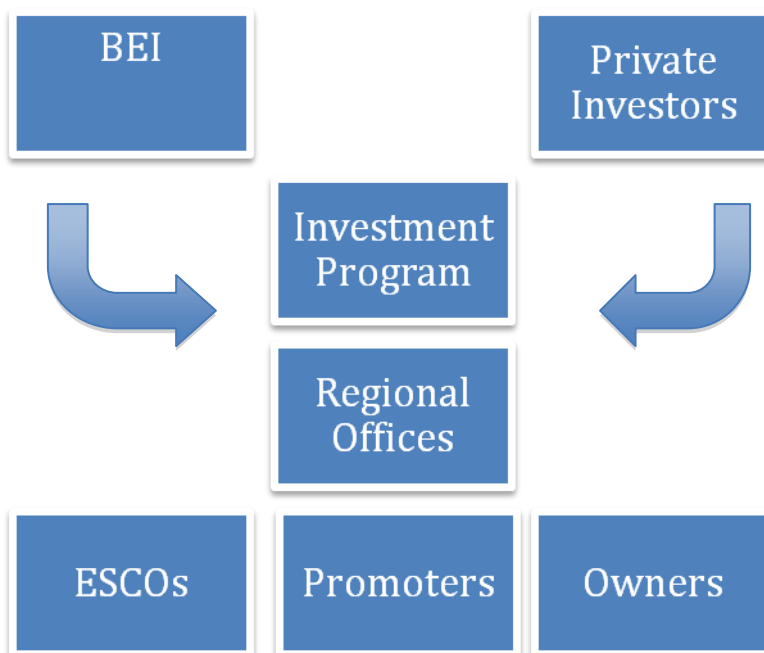 BEI
Private
Investors
Investment
Program
Regional
Offices
ESCOs
Promoters
Owners